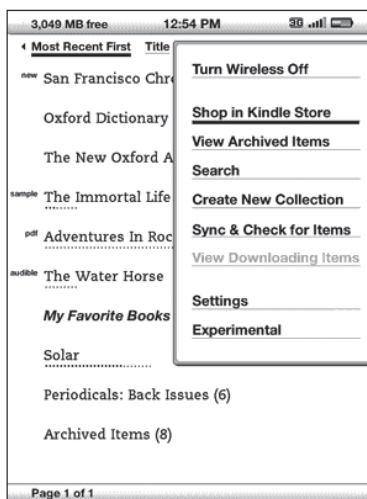 3,049 MB free 12:54 PM 3G
Most Recent First Title
new San Francisco Chr
Oxford Dictionary
The New Oxford A
sample The Immortal Life
pdf Adventures In Roc
audible The Water Horse
My Favorite Books
Solar
Periodicals: Back Issues (6)
Archived Items (8)
Page 1 of 1
Turn Wireless Off
Shop in Kindle Store
View Archived Items
Search
Create New Collection
Sync & Check for Items
View Downloading Items
Settings
Experimental